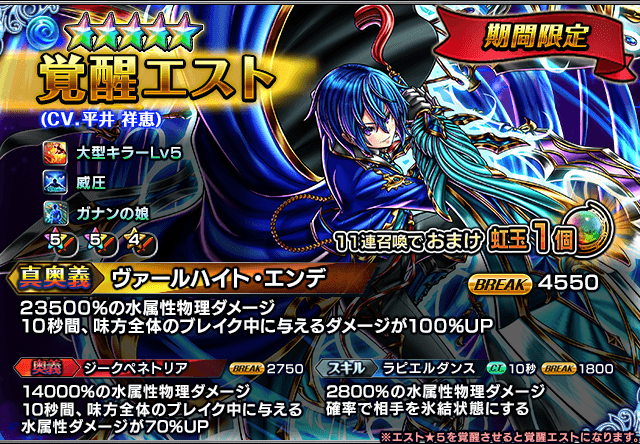 期間限定
覚醒エスト
(CV.平井 祥恵)
大型キラーLv5
威圧
ガナンの娘
5 5 4
11連召喚でおまけ 虹玉1個
真奥義 ヴァールハイト・エンデ BREAK 4550
23500%の水属性物理ダメージ
10秒間、味方全体のブレイク中に与えるダメージが100%UP
奥義 ジークペネトリア BREAK 2750
14000%の水属性物理ダメージ
10秒間、味方全体のブレイク中に与える
水属性ダメージが70%UP
スキル ラピエルダンス C.T. 10秒 BREAK 1800
2800%の水属性物理ダメージ
確率で相手を氷結状態にする
※エスト★5を覚醒させると覚醒エストになります。